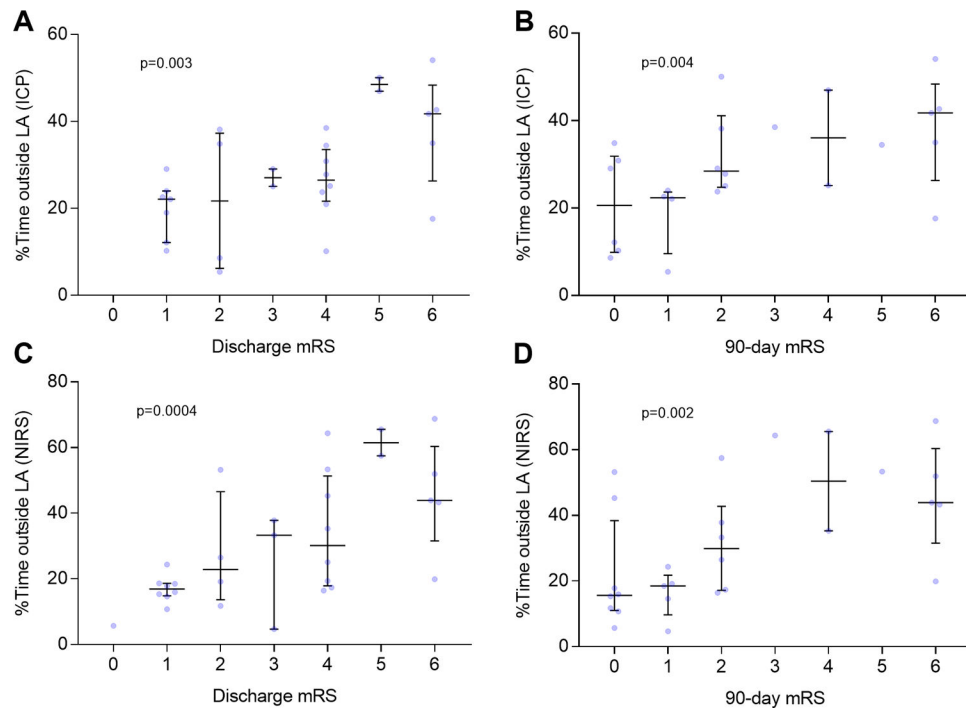 A
%Time outside LA (ICP)
60
40
20
0
p=0.003
0 1 2 3 4 5 6
Discharge mRS
B
%Time outside LA (ICP)
60
40
20
0
p=0.004
0 1 2 3 4 5 6
90-day mRS
C
%Time outside LA (NIRS)
80
60
40
20
0
p=0.0004
0 1 2 3 4 5 6
Discharge mRS
D
%Time outside LA (NIRS)
80
60
40
20
0
p=0.002
0 1 2 3 4 5 6
90-day mRS